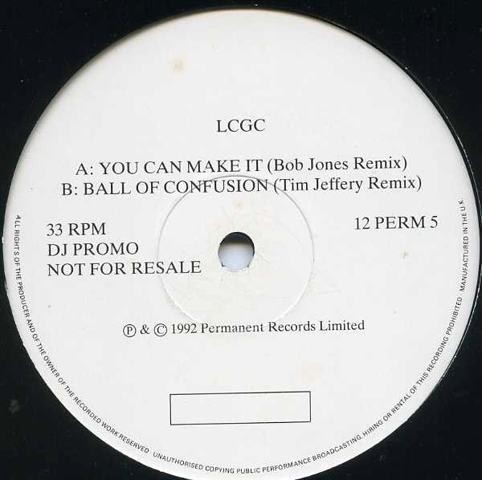 LCGC
A: YOU CAN MAKE IT (Bob Jones Remix)
B: BALL OF CONFUSION (Tim Jeffery Remix)
33 RPM
12 PERM 5
DJ PROMO
NOT FOR RESALE
Ⓟ & © 1992 Permanent Records Limited
ALL RIGHTS OF THE PRODUCER AND OF THE OWNER OF THE RECORDED WORK RESERVED · UNAUTHORISED COPYING PUBLIC PERFORMANCE BROADCASTING, HIRING OR RENTAL OF THIS RECORDING PROHIBITED · MANUFACTURED IN THE U.K.